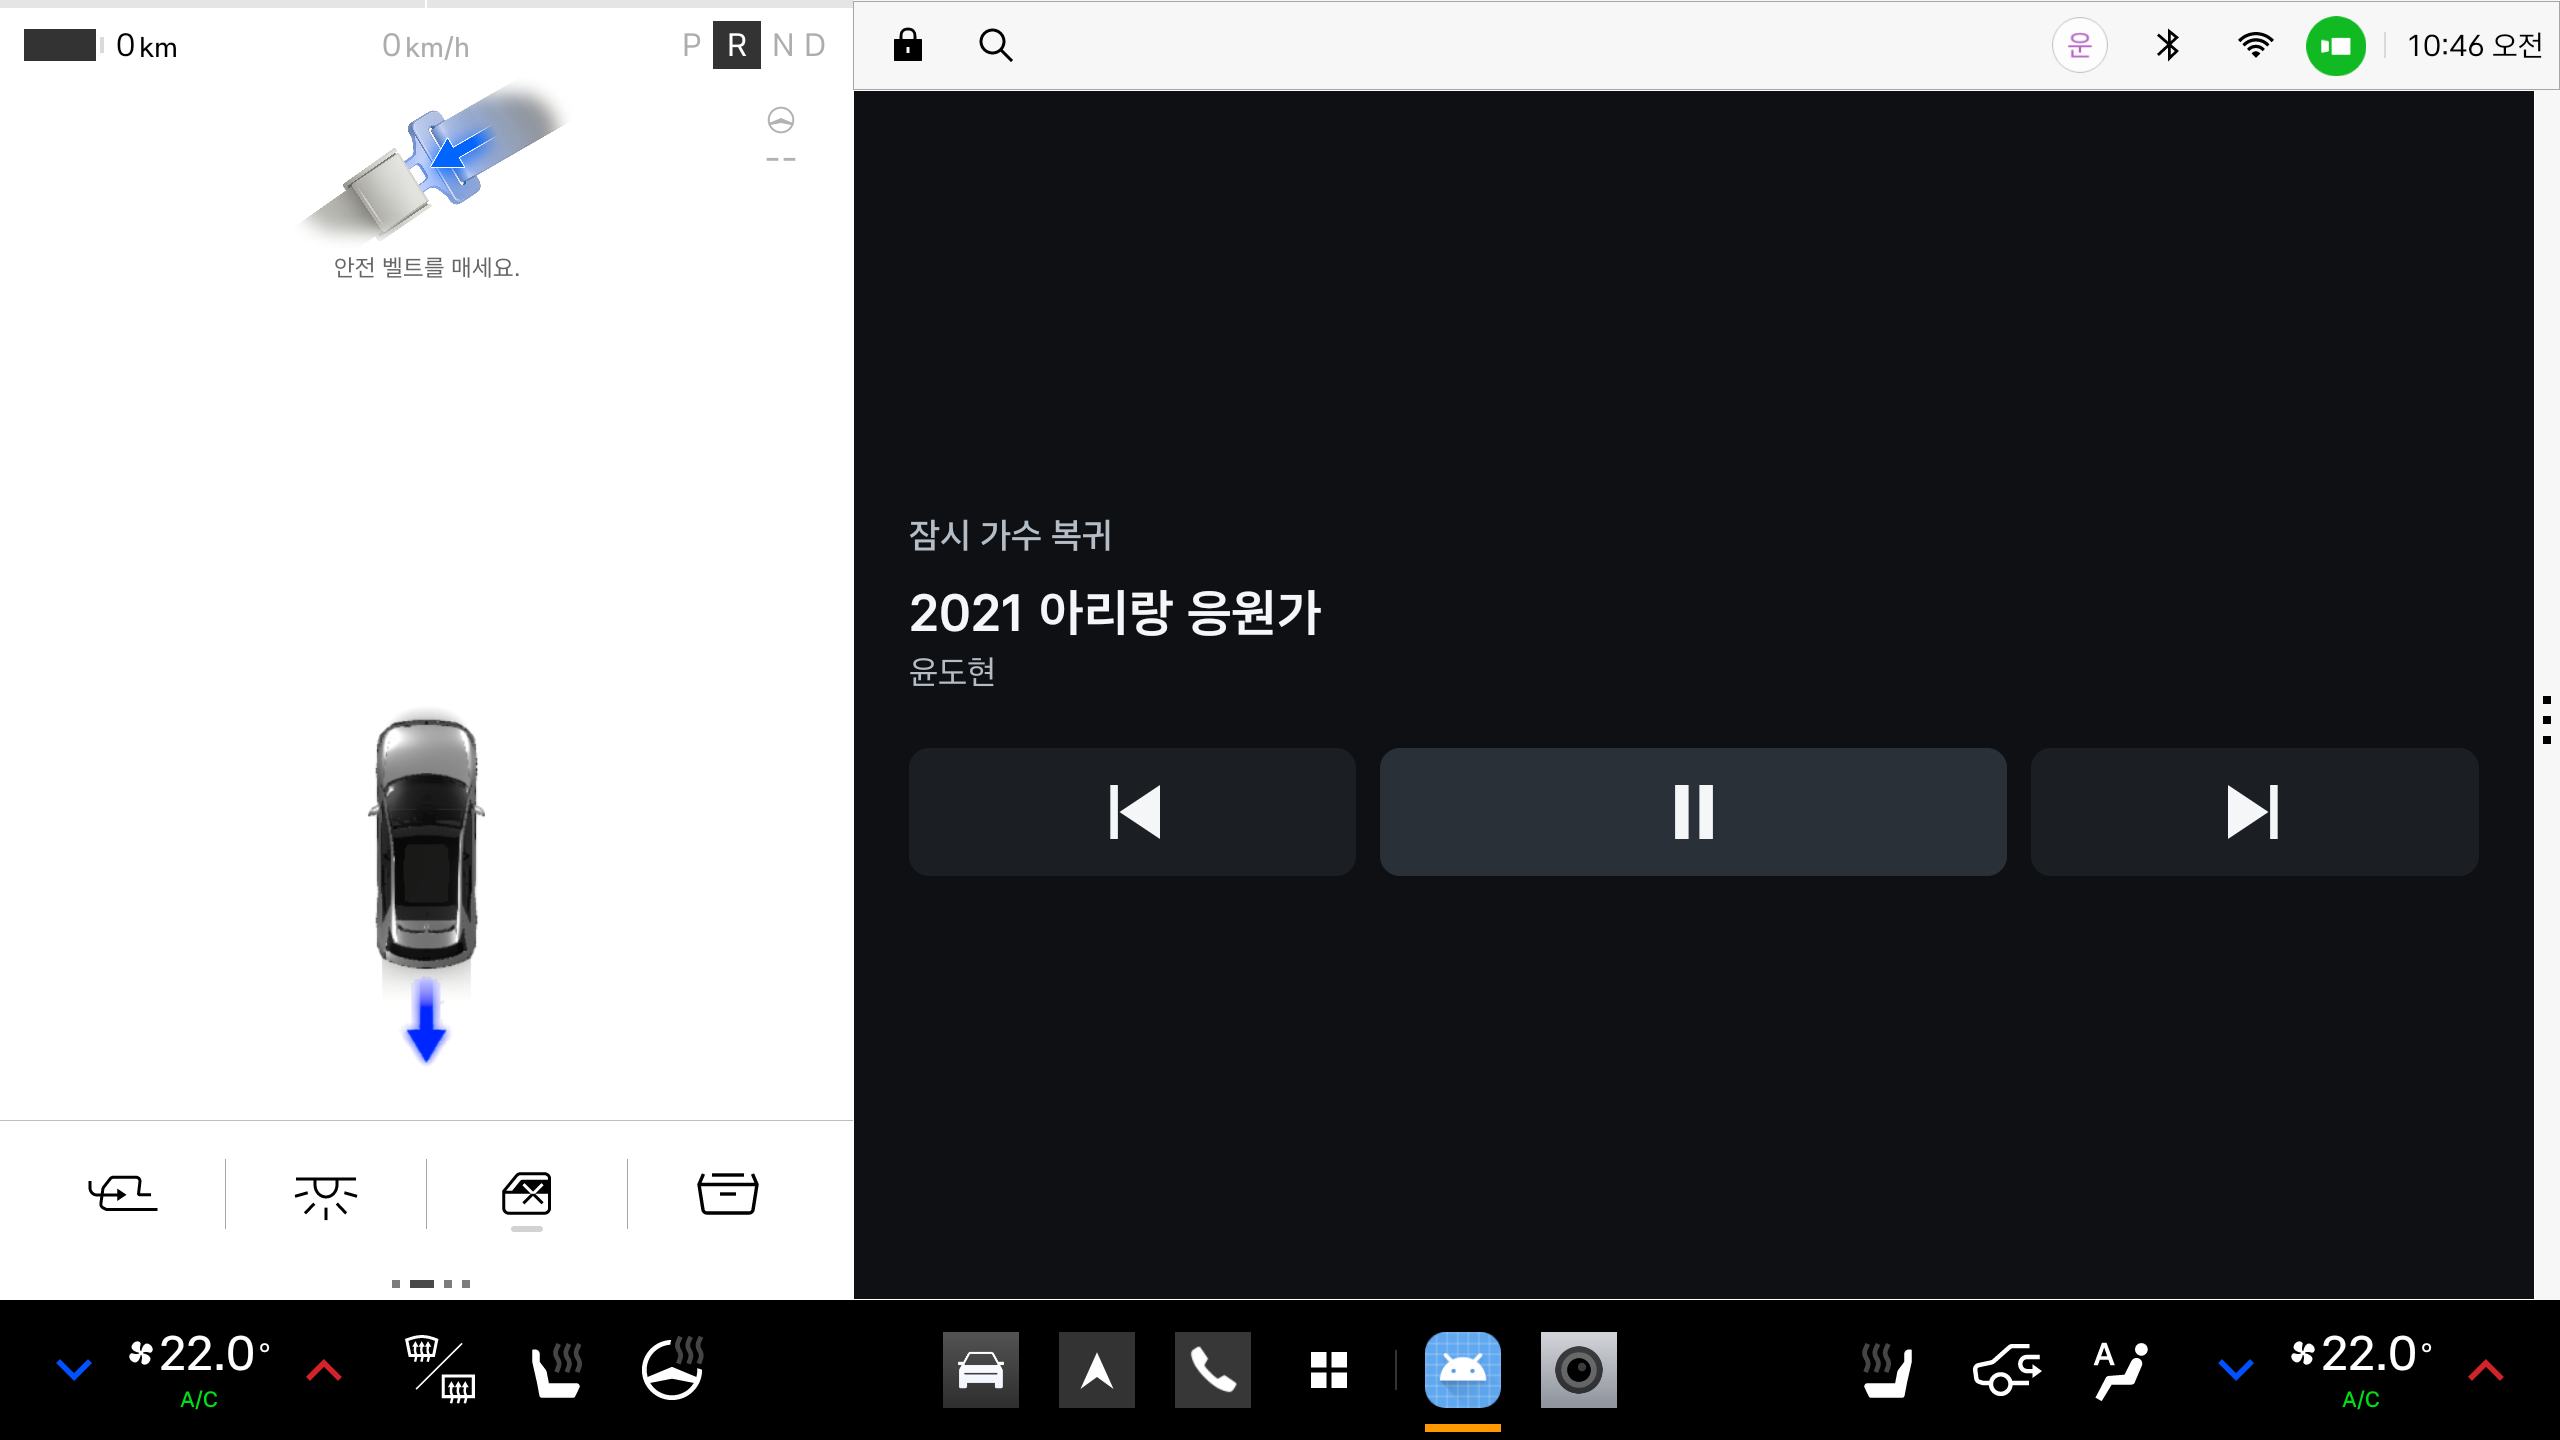 0 km
0 km/h
P R N D
운
10:46 오전
--
안전 벨트를 매세요.
잠시 가수 복귀
2021 아리랑 응원가
윤도현
22.0°
A/C
A
22.0°
A/C